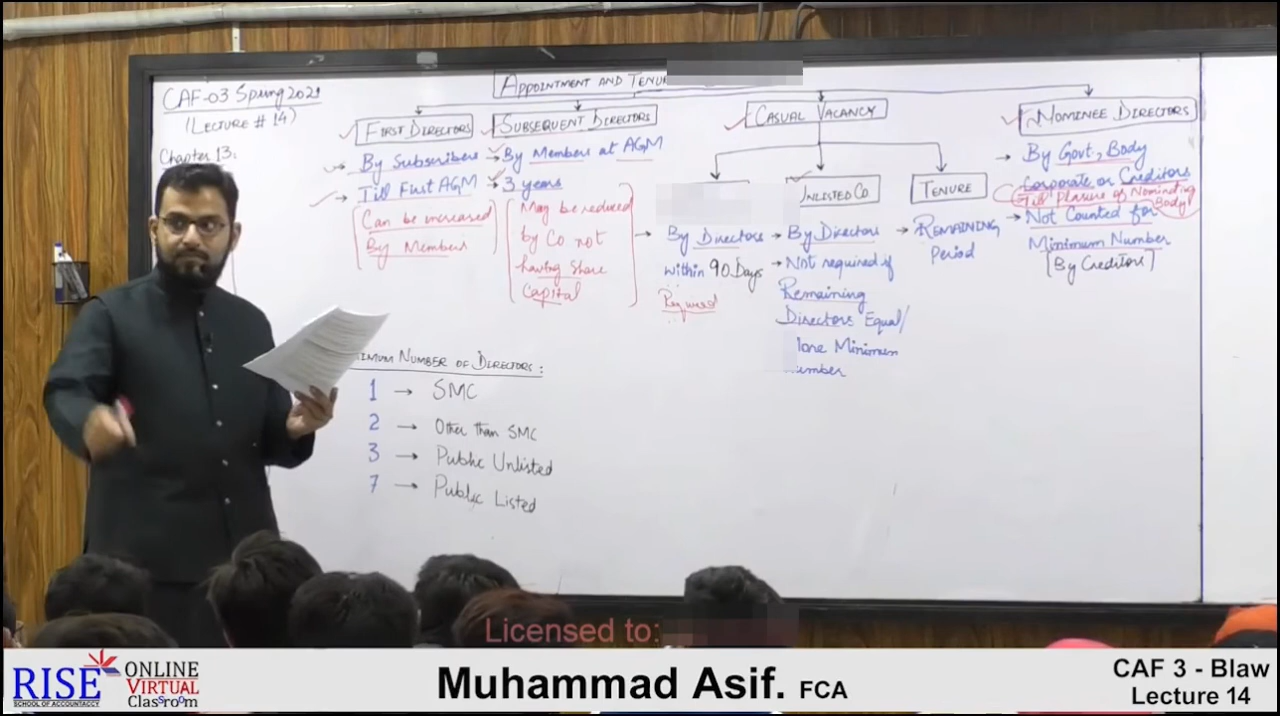 APPOINTMENT AND TENU
CAF-03 Spring 2021
(LECTURE # 14)
Chapter 13:
FIRST DIRECTORS
By Subscribers
Till First AGM
Can be increased
By Members
SUBSEQUENT DIRECTORS
By Members at AGM
3 years
May be reduced
by Co not
having share
capital
CASUAL VACANCY
By Directors
within 90 Days
Required
UNLISTED CO
By Directors
Not required if
Remaining
Directors Equal/
Minimum
TENURE
REMAINING
Period
NOMINEE DIRECTORS
By Govt, Body
Corporate or Creditors
Till Plasure of Nominating
Body
Not Counted for
Minimum Number
[By Creditors]
NUMBER OF DIRECTORS:
1 → SMC
2 → Other than SMC
3 → Public Unlisted
7 → Public Listed
Licensed to:
RISE
SCHOOL OF ACCOUNTACCY
ONLINE
VIRTUAL
Classroom
Muhammad Asif. FCA
CAF 3 - Blaw
Lecture 14